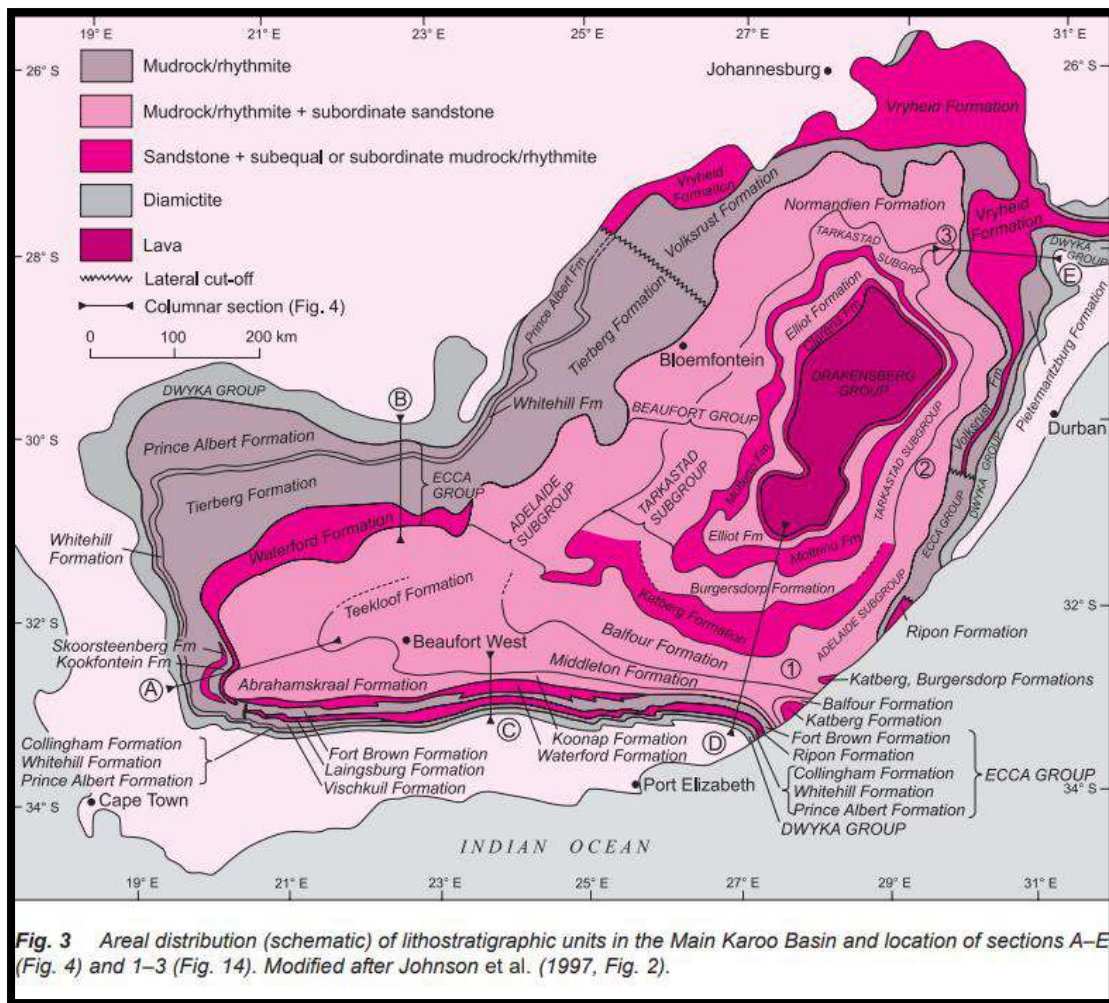 19° E
21° E
23° E
25° E
27° E
29° E
31° E
26° S
26° S
Mudrock/rhythmite
Mudrock/rhythmite + subordinate sandstone
Sandstone + subequal or subordinate mudrock/rhythmite
Diamictite
Lava
Lateral cut-off
Columnar section (Fig. 4)
0 100 200 km
Johannesburg
Vryheid Formation
Vryheid
Formation
Volksrust Formation
Normandien Formation
Vryheid
Formation
28° S
TARKASTAD
SUBGRP
3
DWYKA
GROUP
E
Prince Albert Fm
Tierberg Formation
Elliot Formation
Clarens Fm
Bloemfontein
DRAKENSBERG
GROUP
Whitehill Fm
Volksrust Fm
Pietermaritzburg Formation
DWYKA GROUP
B
BEAUFORT GROUP
30° S
Durban
Prince Albert Formation
ECCA
GROUP
Tierberg Formation
ADELAIDE
SUBGROUP
TARKASTAD
SUBGROUP
Molteno Fm
TARKASTAD SUBGROUP
2
DWYKA GROUP
ECCA GROUP
Whitehill
Formation
Waterford Formation
Elliot Fm
Molteno Fm
Burgersdorp Formation
Teekloof Formation
Katberg Formation
32° S
32° S
ADELAIDE SUBGROUP
Ripon Formation
Skoorsteenberg Fm
Kookfontein Fm
Beaufort West
Balfour Formation
1
A
Abrahamskraal Formation
Middleton Formation
Katberg, Burgersdorp Formations
Balfour Formation
Katberg Formation
C
D
Collingham Formation
Whitehill Formation
Prince Albert Formation
Fort Brown Formation
Laingsburg Formation
Vischkuil Formation
Koonap Formation
Waterford Formation
Fort Brown Formation
Ripon Formation
Collingham Formation
Whitehill Formation
Prince Albert Formation
ECCA GROUP
DWYKA GROUP
Port Elizabeth
Cape Town
34° S
34° S
INDIAN OCEAN
19° E
21° E
23° E
25° E
27° E
29° E
31° E
Fig. 3 Areal distribution (schematic) of lithostratigraphic units in the Main Karoo Basin and location of sections A–E
(Fig. 4) and 1–3 (Fig. 14). Modified after Johnson et al. (1997, Fig. 2).